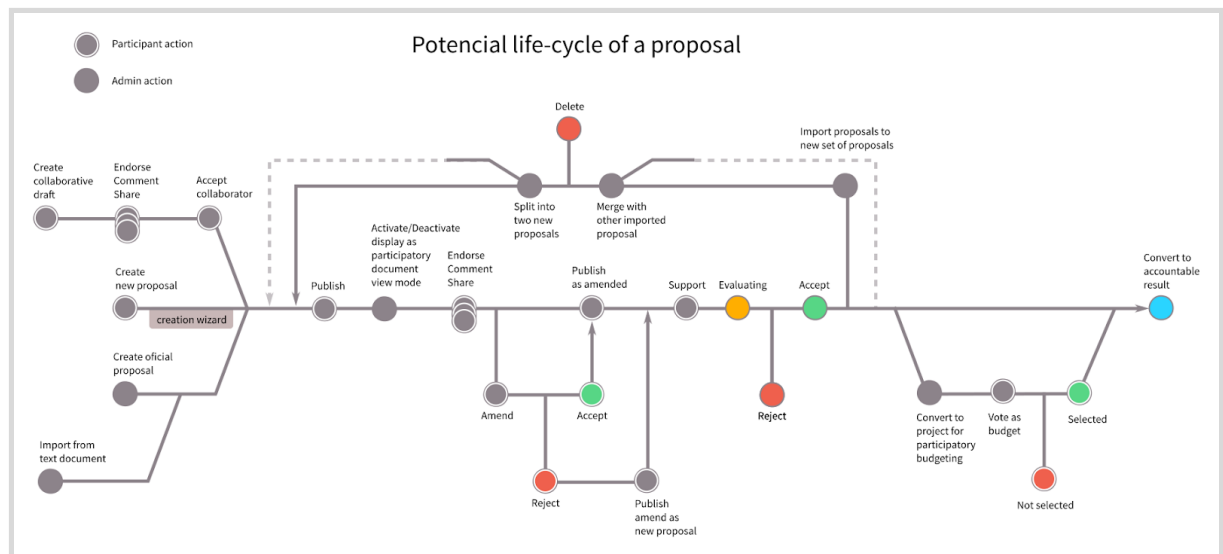 Potencial life-cycle of a proposal
Participant action
Admin action
Delete
Import proposals to
new set of proposals
Create
collaborative
draft
Endorse
Comment
Share
Accept
collaborator
Split into
two new
proposals
Merge with
other imported
proposal
Activate/Deactivate
display as
participatory
document
view mode
Endorse
Comment
Share
Create
new proposal
creation wizard
Publish
Publish
as amended
Support
Evaluating
Accept
Convert to
accountable
result
Create oficial
proposal
Amend
Accept
Reject
Convert to
project for
participatory
budgeting
Vote as
budget
Selected
Import from
text document
Reject
Publish
amend as
new proposal
Not selected